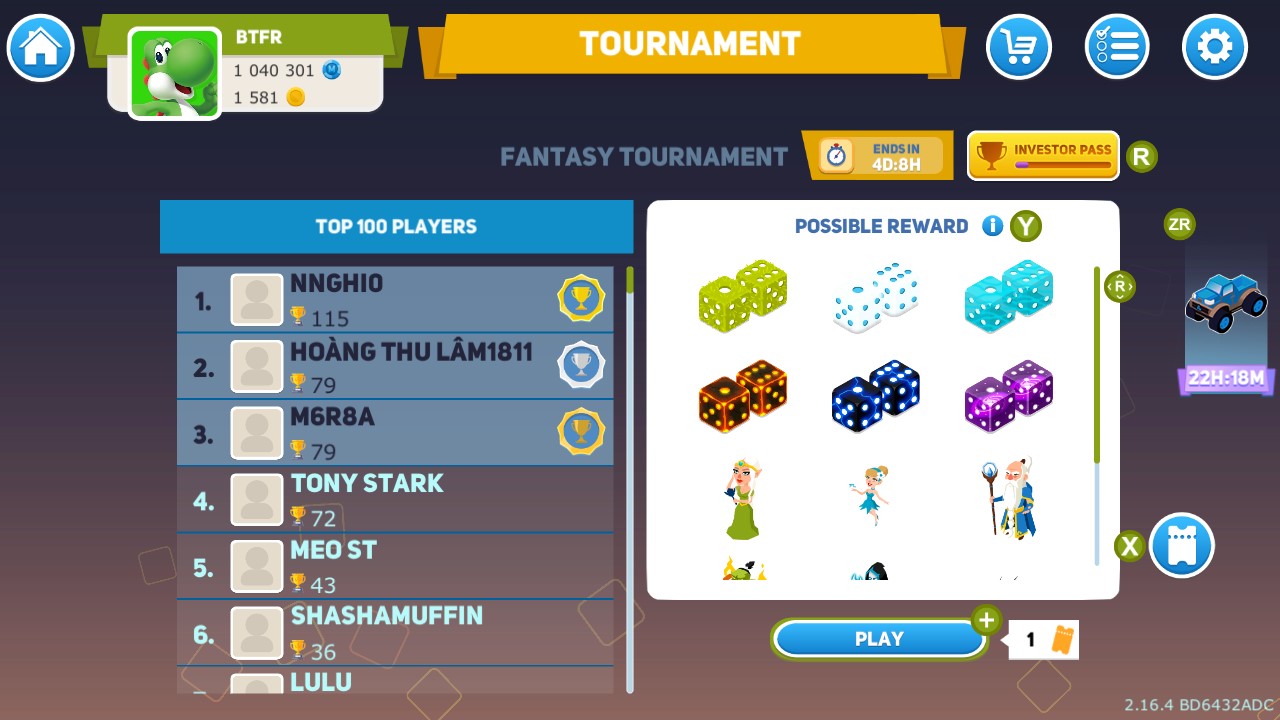 BTFR
1 040 301
1 581
TOURNAMENT
FANTASY TOURNAMENT
ENDS IN
4D:8H
INVESTOR PASS
R
TOP 100 PLAYERS
1.
NNGHIO
115
2.
HOÀNG THU LÂM1811
79
3.
M6R8A
79
4.
TONY STARK
72
5.
MEO ST
43
6.
SHASHAMUFFIN
36
LULU
POSSIBLE REWARD
i
Y
R
ZR
22H:18M
X
PLAY
+
1
2.16.4 BD6432ADC